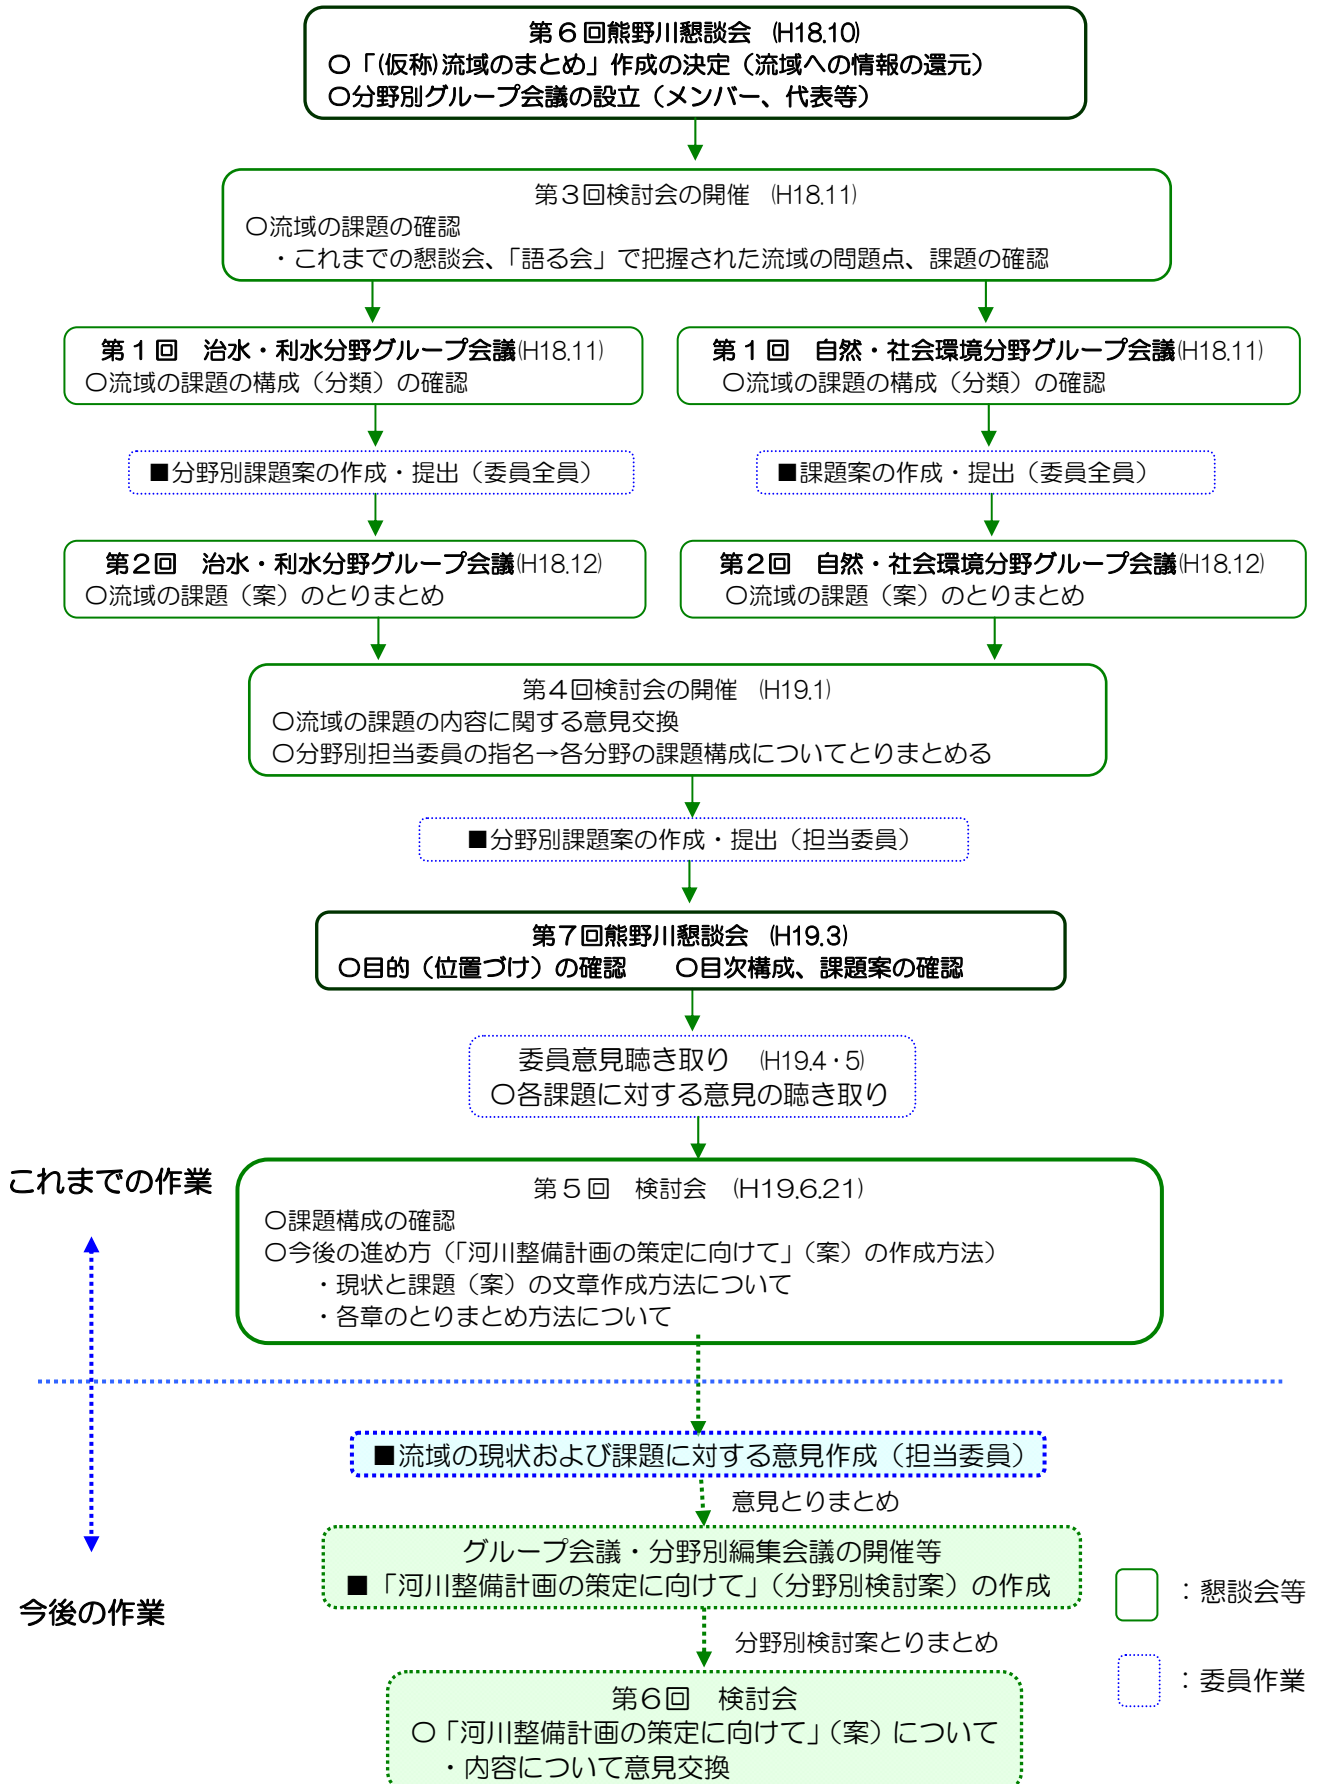 第６回熊野川懇談会　(H18.10)
〇「(仮称)流域のまとめ」作成の決定（流域への情報の還元）
〇分野別グループ会議の設立（メンバー、代表等）
第３回検討会の開催　(H18.11)
〇流域の課題の確認
・これまでの懇談会、「語る会」で把握された流域の問題点、課題の確認
第１回　治水・利水分野グループ会議(H18.11)
〇流域の課題の構成（分類）の確認
第１回　自然・社会環境分野グループ会議(H18.11)
〇流域の課題の構成（分類）の確認
■分野別課題案の作成・提出（委員全員）
■課題案の作成・提出（委員全員）
第２回　治水・利水分野グループ会議(H18.12)
〇流域の課題（案）のとりまとめ
第２回　自然・社会環境分野グループ会議(H18.12)
〇流域の課題（案）のとりまとめ
第４回検討会の開催　(H19.1)
〇流域の課題の内容に関する意見交換
〇分野別担当委員の指名→各分野の課題構成についてとりまとめる
■分野別課題案の作成・提出（担当委員）
第７回熊野川懇談会　(H19.3)
〇目的（位置づけ）の確認　　〇目次構成、課題案の確認
委員意見聴き取り　(H19.4・5)
〇各課題に対する意見の聴き取り
これまでの作業
第５回　検討会　(H19.6.21)
〇課題構成の確認
〇今後の進め方（「河川整備計画の策定に向けて」（案）の作成方法）
・現状と課題（案）の文章作成方法について
・各章のとりまとめ方法について
■流域の現状および課題に対する意見作成（担当委員）
意見とりまとめ
グループ会議・分野別編集会議の開催等
■「河川整備計画の策定に向けて」（分野別検討案）の作成
今後の作業
：懇談会等
分野別検討案とりまとめ
：委員作業
第６回　検討会
〇「河川整備計画の策定に向けて」（案）について
・内容について意見交換